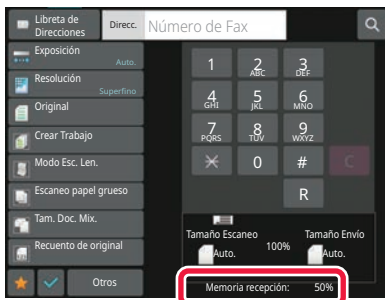 Libreta de
Direcciones
Direcc.
Número de Fax
Exposición
Auto.
Resolución
Superfino
Original
Crear Trabajo
Modo Esc. Len.
Escaneo papel
grueso
Tam. Doc. Mix.
Recuento de
original
Otros
1
2
ABC
3
DEF
4
GHI
5
JKL
6
MNO
7
PQRS
8
TUV
9
WXYZ
0
#
C
R
Tamaño Escaneo
Tamaño Envío
Auto.
100%
Auto.
Memoria recepción: 50%